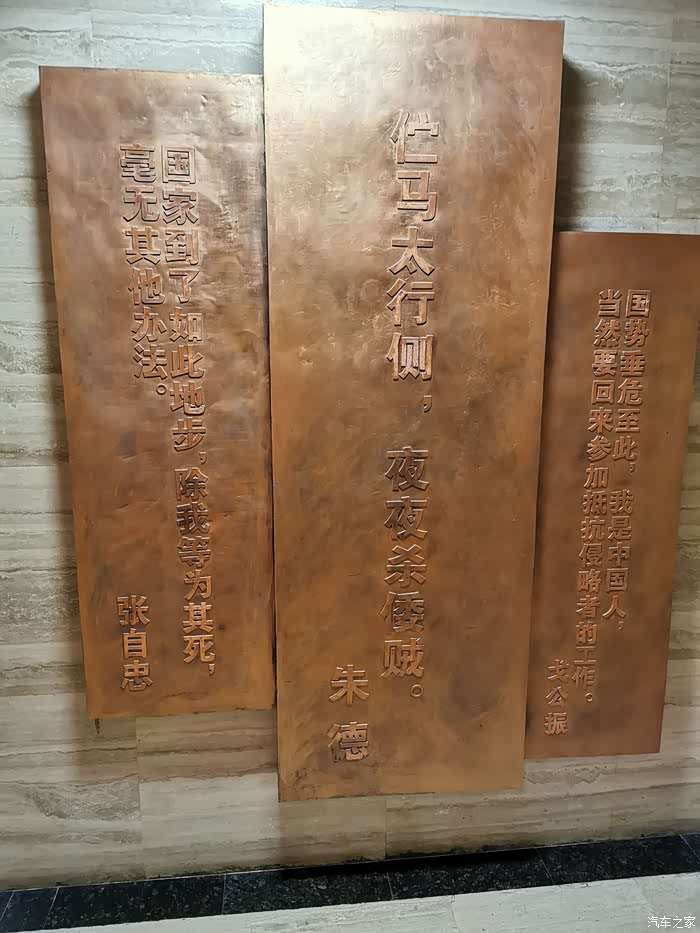 国家到了如此地步，除我等为其死，
毫无其他办法。
张自忠
伫马太行侧，夜夜杀倭贼。
朱德
国势垂危至此，我是中国人，
当然要回来参加抵抗侵略者的工作。
戈公振
汽车之家